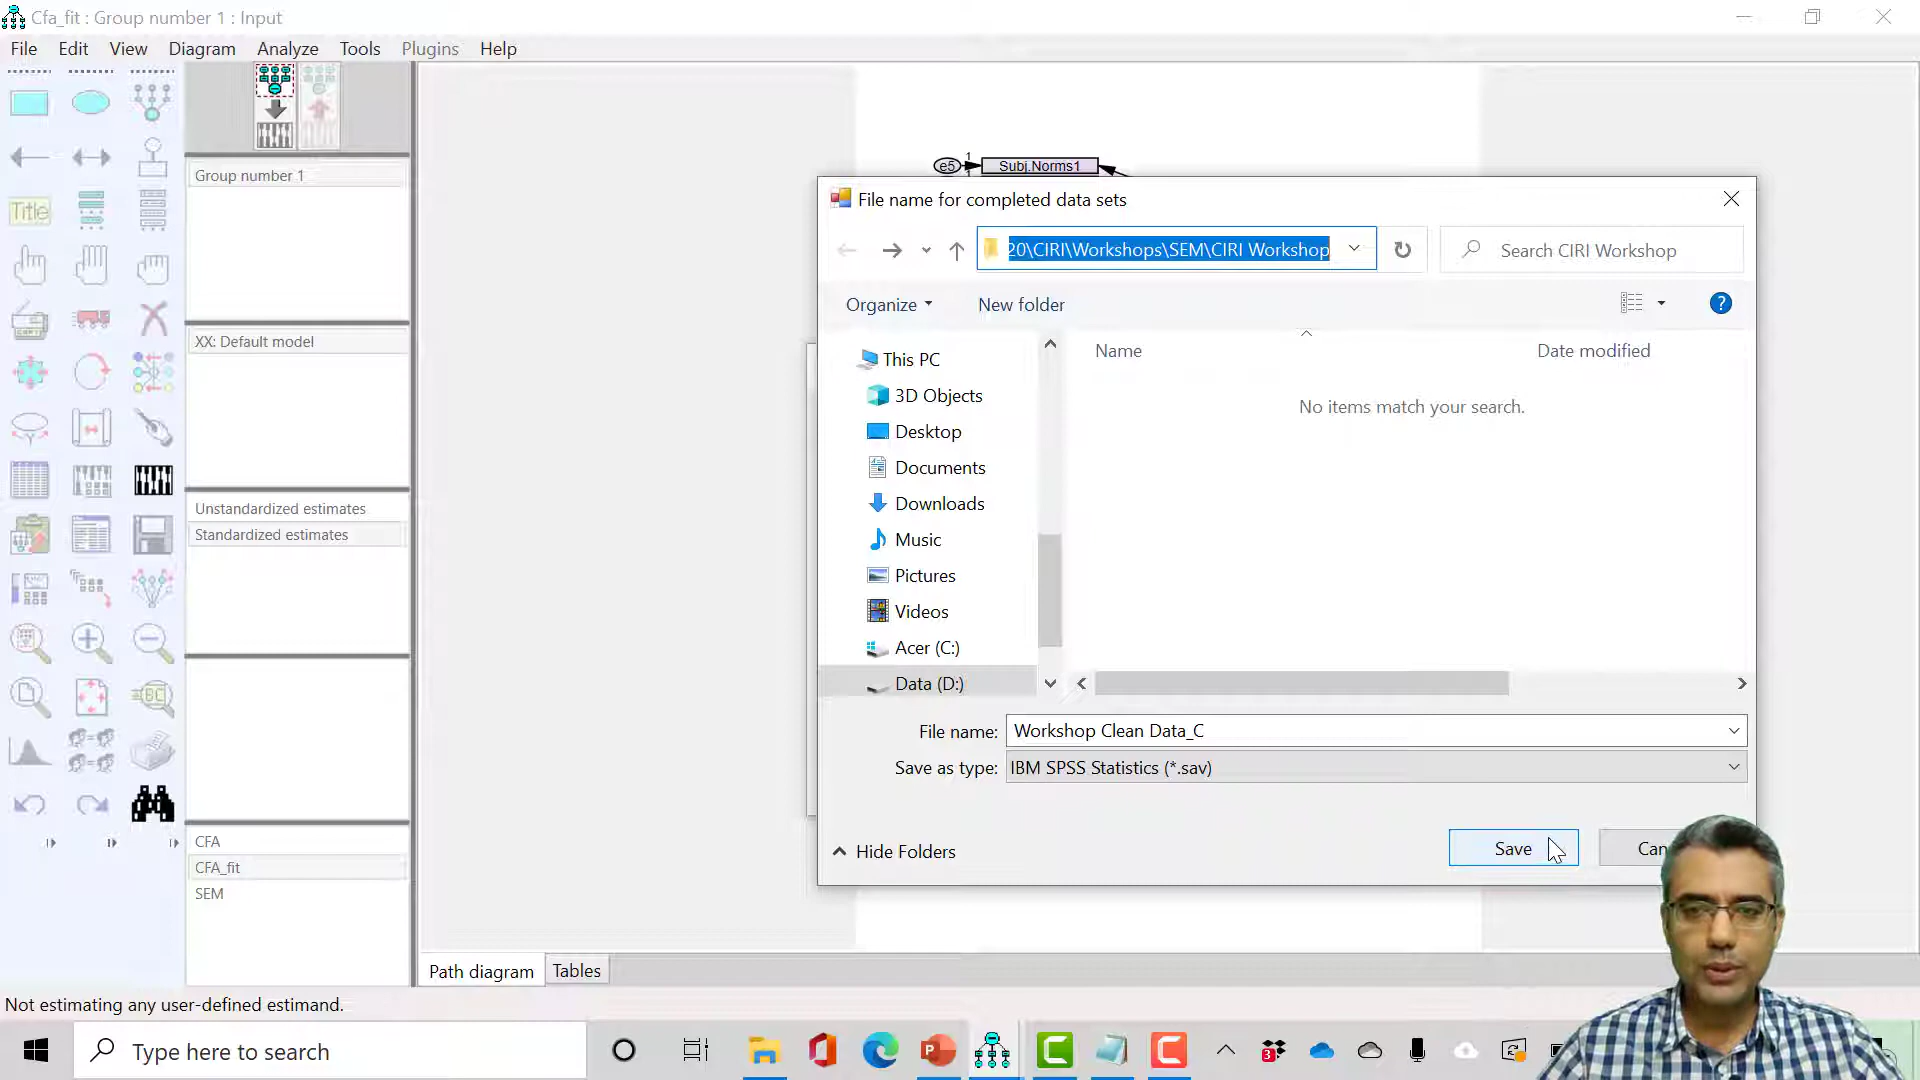 Cfa_fit : Group number 1 : Input
File Edit View Diagram Analyze Tools Plugins Help
Title
Group number 1
XX: Default model
Unstandardized estimates
Standardized estimates
CFA
CFA_fit
SEM
e5 1 Subj.Norms1
1
File name for completed data sets
20\CIRI\Workshops\SEM\CIRI Workshop
Search CIRI Workshop
Organize New folder
?
This PC
3D Objects
Desktop
Documents
Downloads
Music
Pictures
Videos
Acer (C:)
Data (D:)
Name Date modified
No items match your search.
File name: Workshop Clean Data_C
Save as type: IBM SPSS Statistics (*.sav)
Hide Folders
Save Can
Path diagram Tables
Not estimating any user-defined estimand.
Type here to search
3